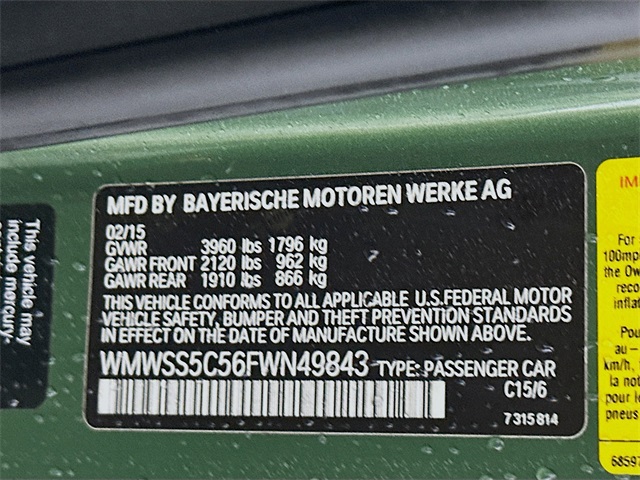 MFD BY BAYERISCHE MOTOREN WERKE AG
02/15
GVWR 3960 lbs 1796 kg
GAWR FRONT 2120 lbs 962 kg
GAWR REAR 1910 lbs 866 kg
THIS VEHICLE CONFORMS TO ALL APPLICABLE U.S.FEDERAL MOTOR
VEHICLE SAFETY, BUMPER AND THEFT PREVENTION STANDARDS
IN EFFECT ON THE DATE OF MANUFACTURE SHOWN ABOVE.
WMWSS5C56FWN49843 TYPE: PASSENGER CAR
C15/6
7315814
This vehicle may
include mercury-
For
100mp
the Ow
reco
inflat
Pou
au –
km/h,
la not
pour le
pneus
6859